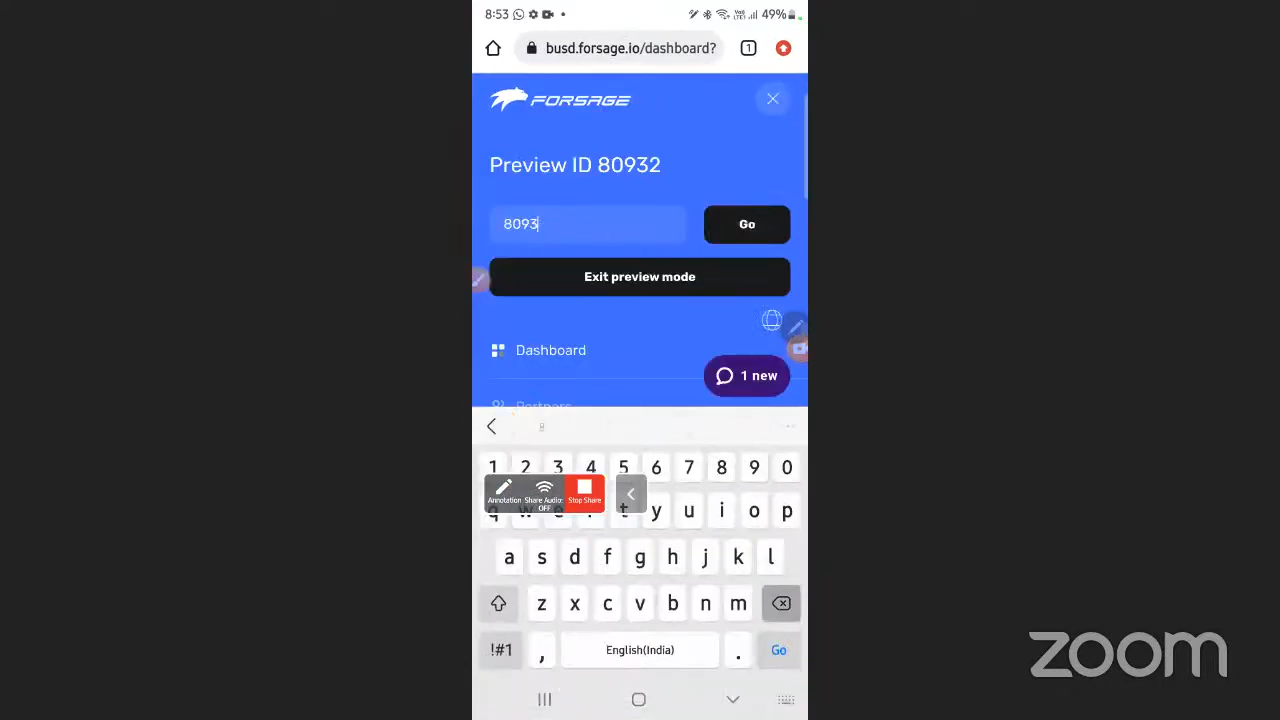 8:53 49%
busd.forsage.io/dashboard? 1
FORSAGE
Preview ID 80932
8093 Go
Exit preview mode
Dashboard
1 new
Partners
1 2 3 4 5 6 7 8 9 0
Annotation Share Audio: OFF Stop Share
q w e t y u i o p
a s d f g h j k l
z x c v b n m
!#1 , English(India) . Go
zoom